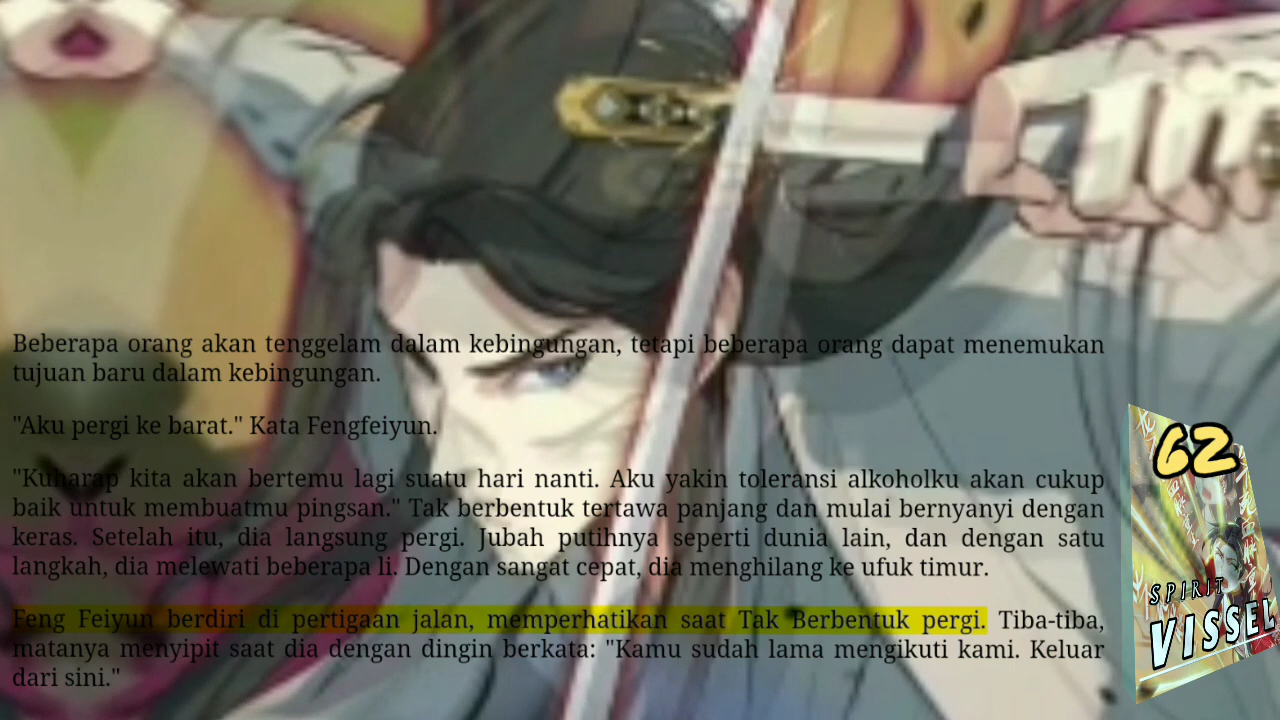 Beberapa orang akan tenggelam dalam kebingungan, tetapi beberapa orang dapat menemukan
tujuan baru dalam kebingungan.
"Aku pergi ke barat." Kata Fengfeiyun.
"Kuharap kita akan bertemu lagi suatu hari nanti. Aku yakin toleransi alkoholku akan cukup
baik untuk membuatmu pingsan." Tak berbentuk tertawa panjang dan mulai bernyanyi dengan
keras. Setelah itu, dia langsung pergi. Jubah putihnya seperti dunia lain, dan dengan satu
langkah, dia melewati beberapa li. Dengan sangat cepat, dia menghilang ke ufuk timur.
Feng Feiyun berdiri di pertigaan jalan, memperhatikan saat Tak Berbentuk pergi. Tiba-tiba,
matanya menyipit saat dia dengan dingin berkata: "Kamu sudah lama mengikuti kami. Keluar
dari sini."
62
SPIRIT
VISSEL